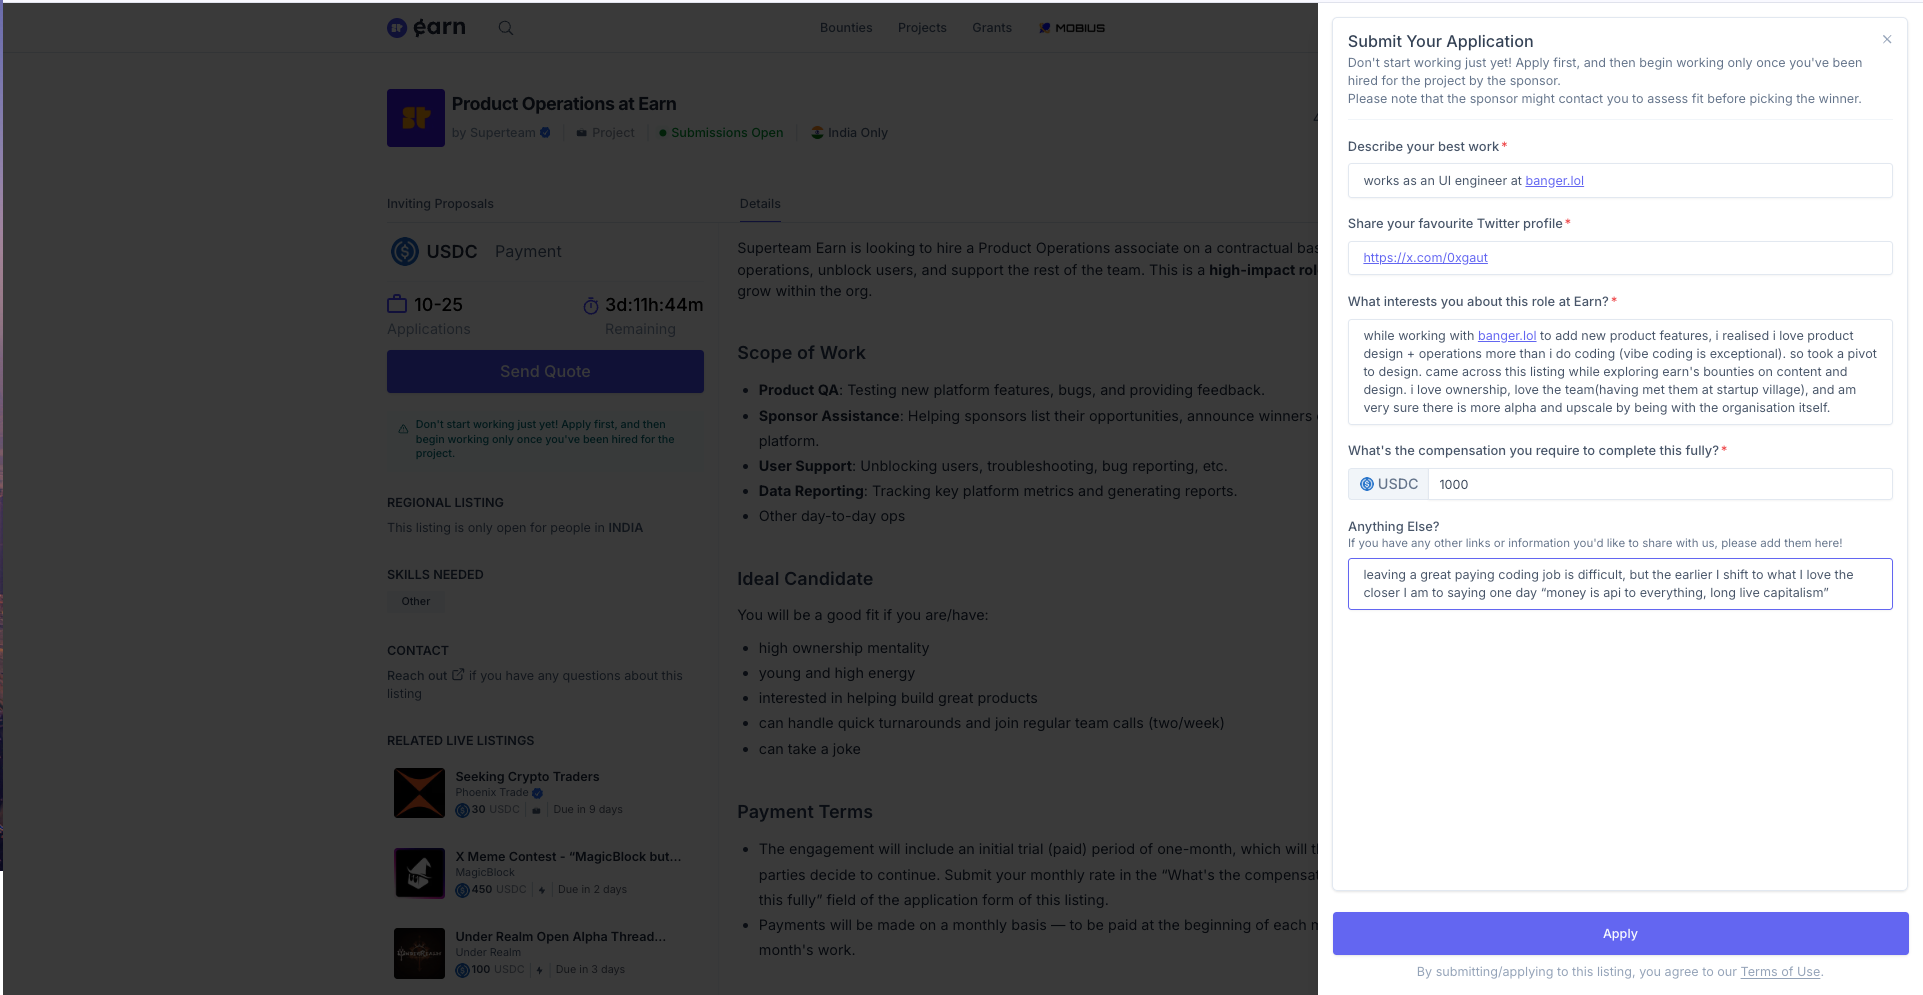 earn
Bounties
Projects
Grants
MOBIUS
Product Operations at Earn
by Superteam
Project
Submissions Open
India Only
Inviting Proposals
USDC Payment
10-25
Applications
3d:11h:44m
Remaining
Send Quote
Don't start working just yet! Apply first, and then
begin working only once you've been hired for the
project.
REGIONAL LISTING
This listing is only open for people in INDIA
SKILLS NEEDED
Other
CONTACT
Reach out if you have any questions about this
listing
RELATED LIVE LISTINGS
Seeking Crypto Traders
Phoenix Trade
30 USDC | | Due in 9 days
X Meme Contest - “MagicBlock but...
MagicBlock
450 USDC | | Due in 2 days
Under Realm Open Alpha Thread...
Under Realm
100 USDC | | Due in 3 days
Details
Superteam Earn is looking to hire a Product Operations associate on a contractual bas
operations, unblock users, and support the rest of the team. This is a high-impact rol
grow within the org.
Scope of Work
• Product QA: Testing new platform features, bugs, and providing feedback.
• Sponsor Assistance: Helping sponsors list their opportunities, announce winners
platform.
• User Support: Unblocking users, troubleshooting, bug reporting, etc.
• Data Reporting: Tracking key platform metrics and generating reports.
• Other day-to-day ops
Ideal Candidate
You will be a good fit if you are/have:
• high ownership mentality
• young and high energy
• interested in helping build great products
• can handle quick turnarounds and join regular team calls (two/week)
• can take a joke
Payment Terms
• The engagement will include an initial trial (paid) period of one-month, which will t
parties decide to continue. Submit your monthly rate in the “What's the compensat
this fully” field of the application form of this listing.
• Payments will be made on a monthly basis — to be paid at the beginning of each m
month's work.
Submit Your Application
Don't start working just yet! Apply first, and then begin working only once you've been
hired for the project by the sponsor.
Please note that the sponsor might contact you to assess fit before picking the winner.
Describe your best work*
works as an UI engineer at banger.lol
Share your favourite Twitter profile*
https://x.com/0xgaut
What interests you about this role at Earn?*
while working with banger.lol to add new product features, i realised i love product
design + operations more than i do coding (vibe coding is exceptional). so took a pivot
to design. came across this listing while exploring earn's bounties on content and
design. i love ownership, love the team(having met them at startup village), and am
very sure there is more alpha and upscale by being with the organisation itself.
What's the compensation you require to complete this fully?*
USDC 1000
Anything Else?
If you have any other links or information you'd like to share with us, please add them here!
leaving a great paying coding job is difficult, but the earlier I shift to what I love the
closer I am to saying one day “money is api to everything, long live capitalism”
Apply
By submitting/applying to this listing, you agree to our Terms of Use.